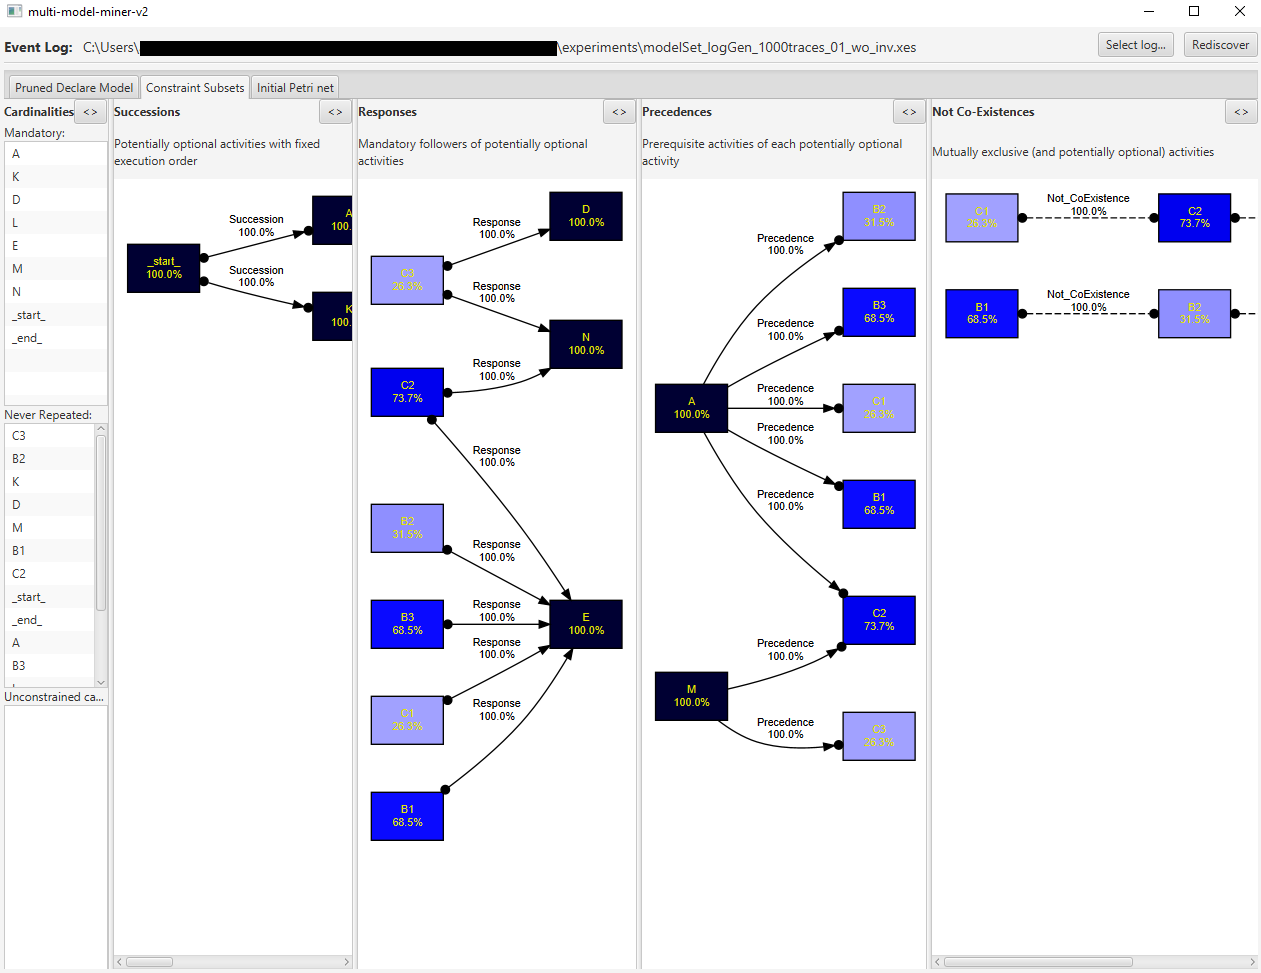 multi-model-miner-v2
Event Log: C:\Users\ \experiments\modelSet_logGen_1000traces_01_wo_inv.xes
Select log...
Rediscover
Pruned Declare Model
Constraint Subsets
Initial Petri net
Cardinalities
<>
Mandatory:
A
K
D
L
E
M
N
_start_
_end_
Never Repeated:
C3
B2
K
D
M
B1
C2
_start_
_end_
A
B3
Unconstrained ca...
Successions
<>
Potentially optional activities with fixed
execution order
_start_
100.0%
Succession
100.0%
Succession
100.0%
A
100.
K
100.
Responses
<>
Mandatory followers of potentially optional
activities
D
100.0%
Response
100.0%
C3
26.3%
Response
100.0%
N
100.0%
Response
100.0%
C2
73.7%
Response
100.0%
B2
31.5%
Response
100.0%
B3
68.5%
Response
100.0%
E
100.0%
Response
100.0%
C1
26.3%
Response
100.0%
B1
68.5%
Precedences
<>
Prerequisite activities of each potentially optional
activity
B2
31.5%
Precedence
100.0%
B3
68.5%
Precedence
100.0%
Precedence
100.0%
A
100.0%
C1
26.3%
Precedence
100.0%
B1
68.5%
Precedence
100.0%
C2
73.7%
Precedence
100.0%
M
100.0%
Precedence
100.0%
C3
26.3%
Not Co-Existences
<>
Mutually exclusive (and potentially optional) activities
C1
26.3%
Not_CoExistence
100.0%
C2
73.7%
B1
68.5%
Not_CoExistence
100.0%
B2
31.5%